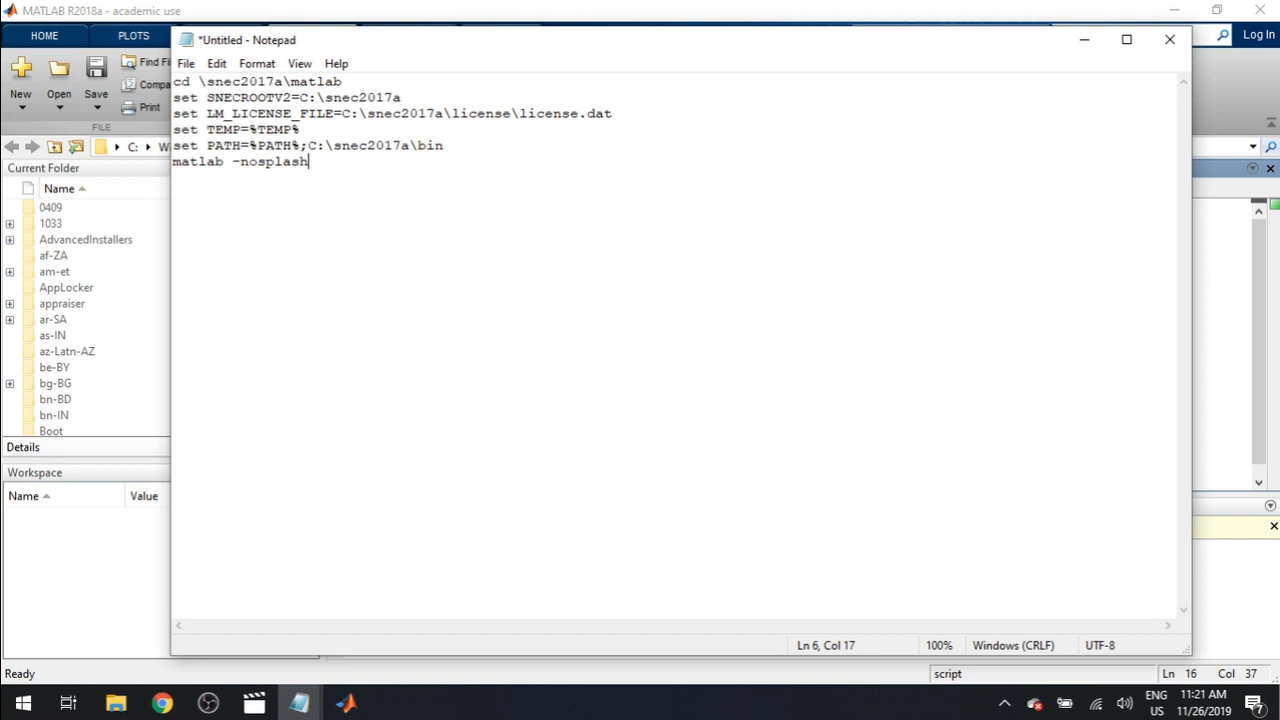 MATLAB R2018a - academic use
HOME
PLOTS
Log In
*Untitled - Notepad
File Edit Format View Help
cd \snec2017a\matlab
set SNECROOTV2=C:\snec2017a
set LM_LICENSE_FILE=C:\snec2017a\license\license.dat
set TEMP=%TEMP%
set PATH=%PATH%;C:\snec2017a\bin
matlab -nosplash
Find Fi
Compa
Print
New
Open
Save
FILE
C:
Current Folder
Name
0409
1033
AdvancedInstallers
af-ZA
am-et
AppLocker
appraiser
ar-SA
as-IN
az-Latn-AZ
be-BY
bg-BG
bn-BD
bn-IN
Boot
Details
Workspace
Name Value
Ln 6, Col 17
100%
Windows (CRLF)
UTF-8
Ready
script
Ln 16 Col 37
ENG
US
11:21 AM
11/26/2019
7